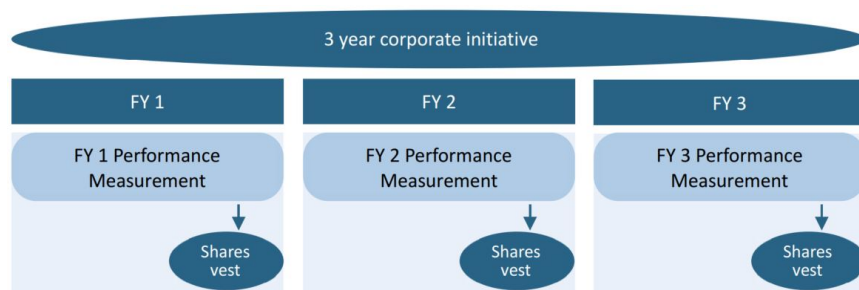 3 year corporate initiative
FY 1
FY 2
FY 3
FY 1 Performance
Measurement
FY 2 Performance
Measurement
FY 3 Performance
Measurement
Shares
vest
Shares
vest
Shares
vest